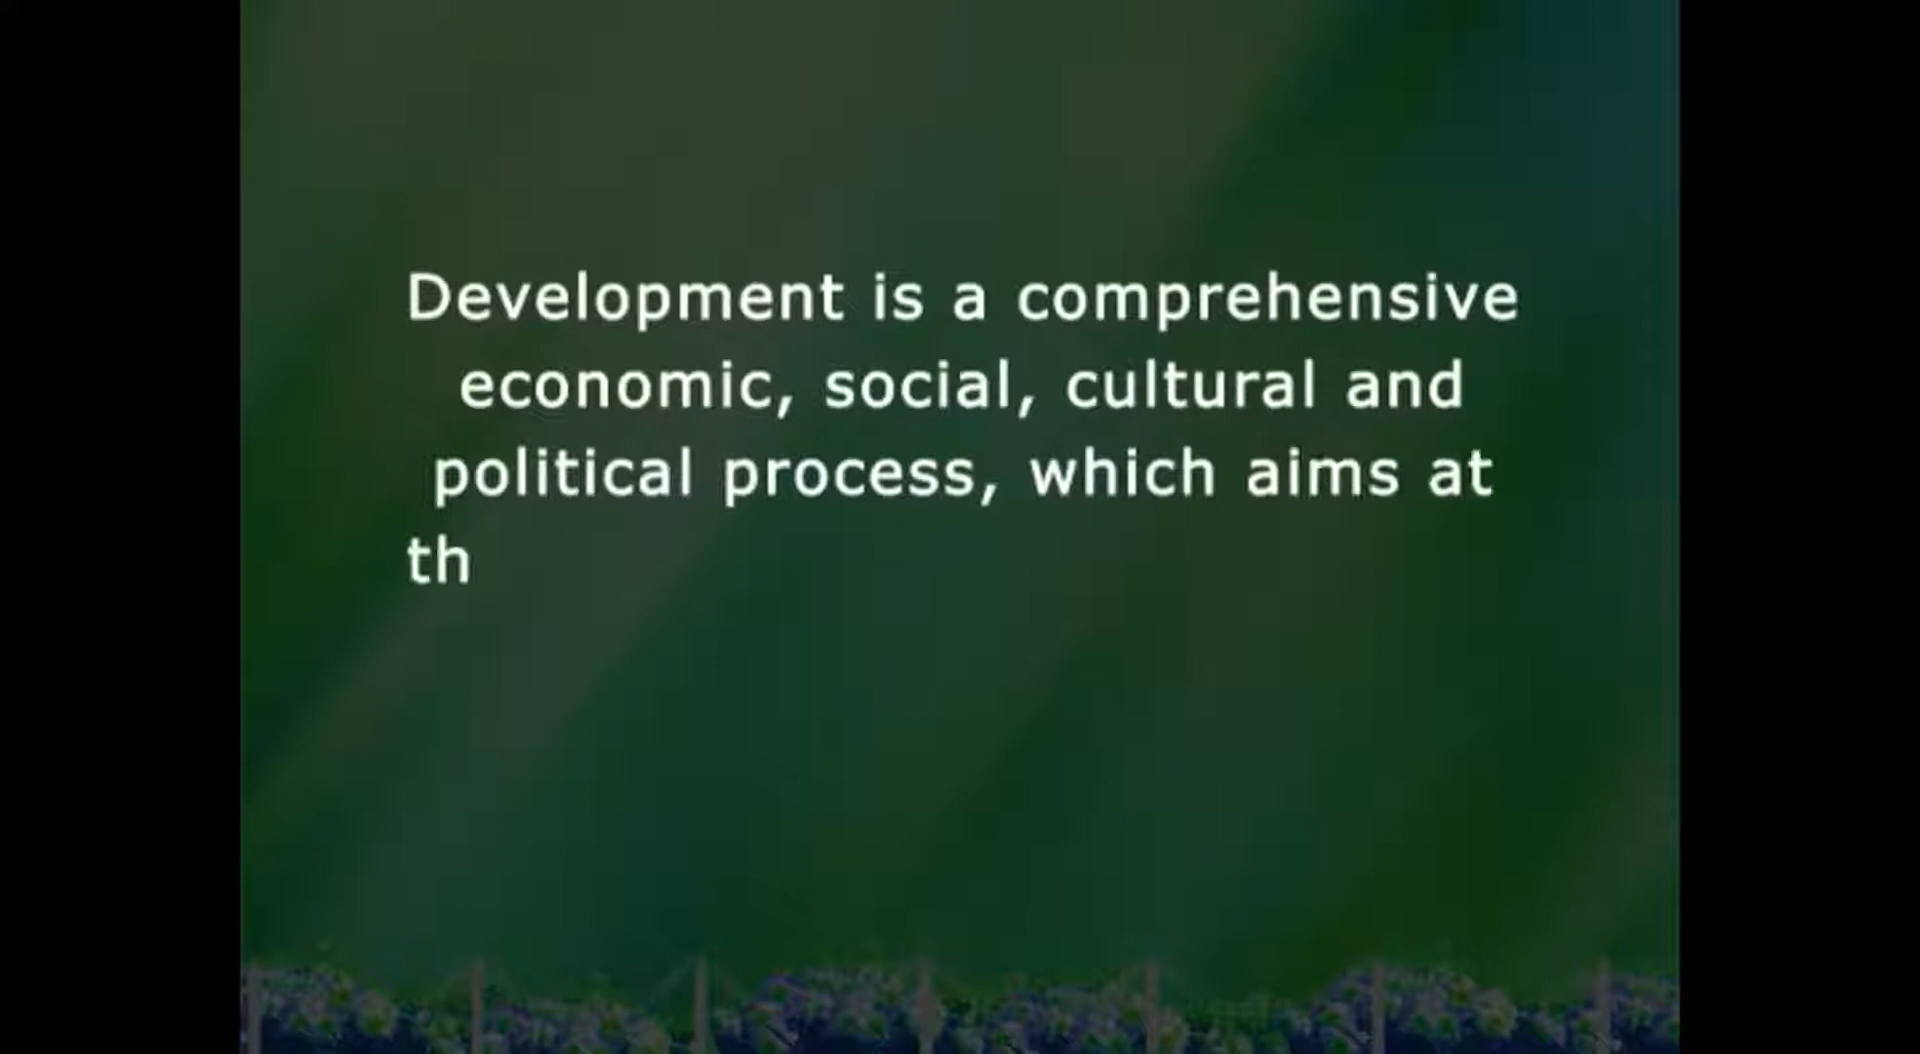 Development is a comprehensive
economic, social, cultural and
political process, which aims at
th